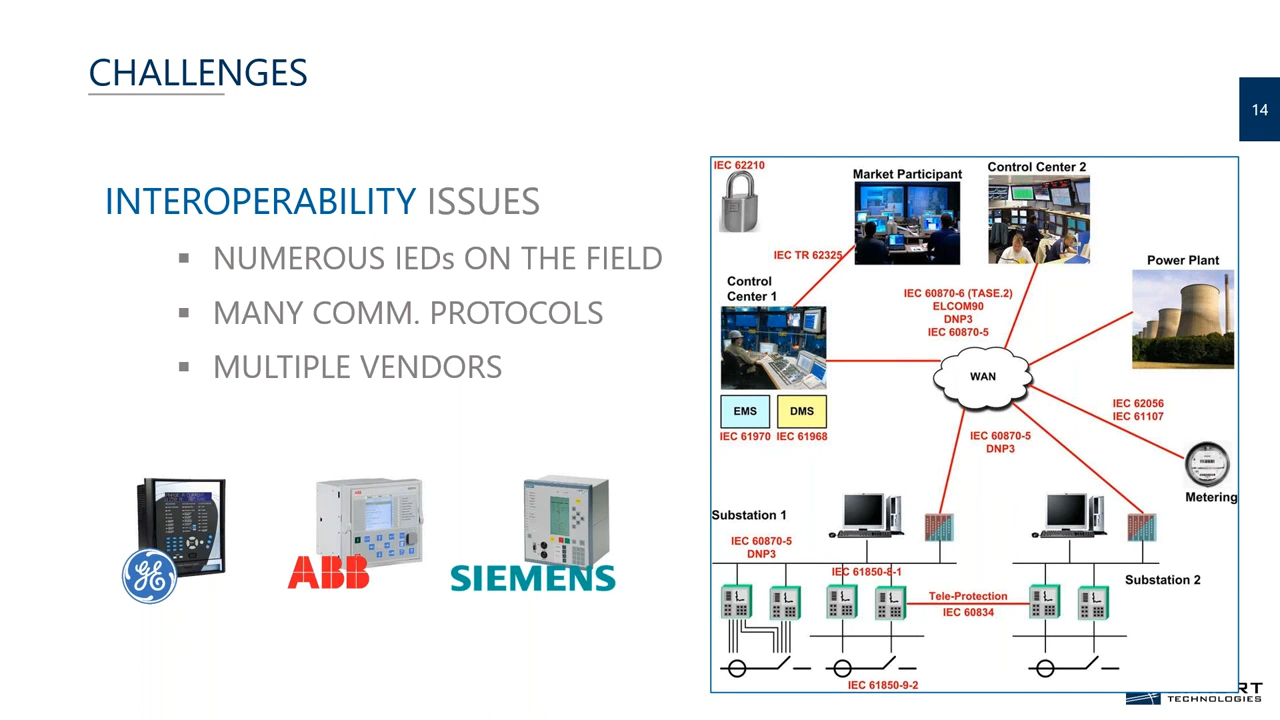 CHALLENGES
14
INTEROPERABILITY ISSUES
▪ NUMEROUS IEDs ON THE FIELD
▪ MANY COMM. PROTOCOLS
▪ MULTIPLE VENDORS
ABB
SIEMENS
IEC 62210
Market Participant
Control Center 2
IEC TR 62325
Control
Center 1
Power Plant
IEC 60870-6 (TASE.2)
ELCOM90
DNP3
IEC 60870-5
WAN
EMS
DMS
IEC 61970
IEC 61968
IEC 62056
IEC 61107
IEC 60870-5
DNP3
Metering
Substation 1
IEC 60870-5
DNP3
IEC 61850-8-1
Substation 2
Tele-Protection
IEC 60834
IEC 61850-9-2
RT
TECHNOLOGIES